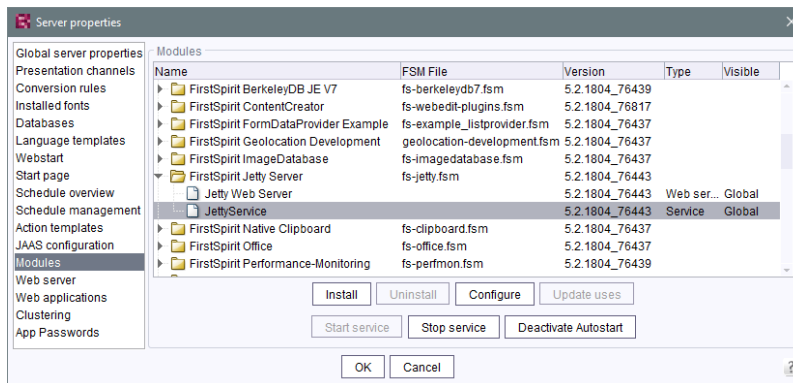 Server properties
Global server properties
Presentation channels
Conversion rules
Installed fonts
Databases
Language templates
Webstart
Start page
Schedule overview
Schedule management
Action templates
JAAS configuration
Modules
Web server
Web applications
Clustering
App Passwords
Modules
Name FSM File Version Type Visible
FirstSpirit BerkeleyDB JE V7 fs-berkeleydb7.fsm 5.2.1804_76439
FirstSpirit ContentCreator fs-webedit-plugins.fsm 5.2.1804_76817
FirstSpirit FormDataProvider Example fs-example_listprovider.fsm 5.2.1804_76437
FirstSpirit Geolocation Development geolocation-development.fsm 5.2.1804_76437
FirstSpirit ImageDatabase fs-imagedatabase.fsm 5.2.1804_76437
FirstSpirit Jetty Server fs-jetty.fsm 5.2.1804_76443
Jetty Web Server 5.2.1804_76443 Web ser... Global
JettyService 5.2.1804_76443 Service Global
FirstSpirit Native Clipboard fs-clipboard.fsm 5.2.1804_76437
FirstSpirit Office fs-office.fsm 5.2.1804_76437
FirstSpirit Performance-Monitoring fs-perfmon.fsm 5.2.1804_76439
Install Uninstall Configure Update uses
Start service Stop service Deactivate Autostart
OK Cancel
?